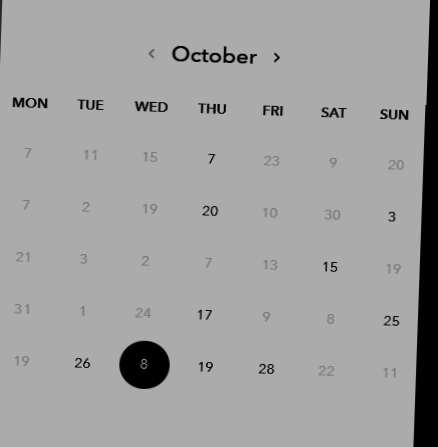 ‹ October ›
MON TUE WED THU FRI SAT SUN
7 11 15 7 23 9 20
7 2 19 20 10 30 3
21 3 2 7 13 15 19
31 1 24 17 9 8 25
19 26 8 19 28 22 11